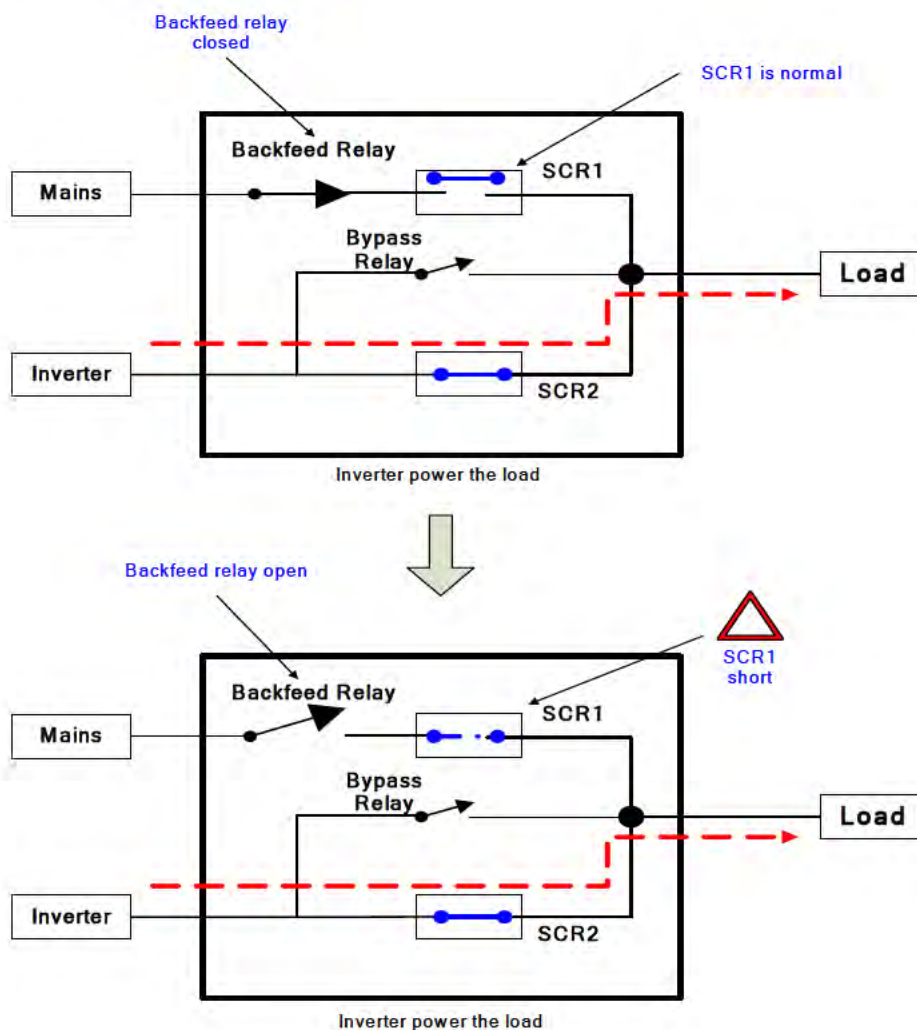 Backfeed relay
closed
SCR1 is normal
Backfeed Relay
SCR1
Mains
Bypass
Relay
Load
Inverter
SCR2
Inverter power the load
Backfeed relay open
SCR1
short
Backfeed Relay
SCR1
Mains
Bypass
Relay
Load
Inverter
SCR2
Inverter power the load